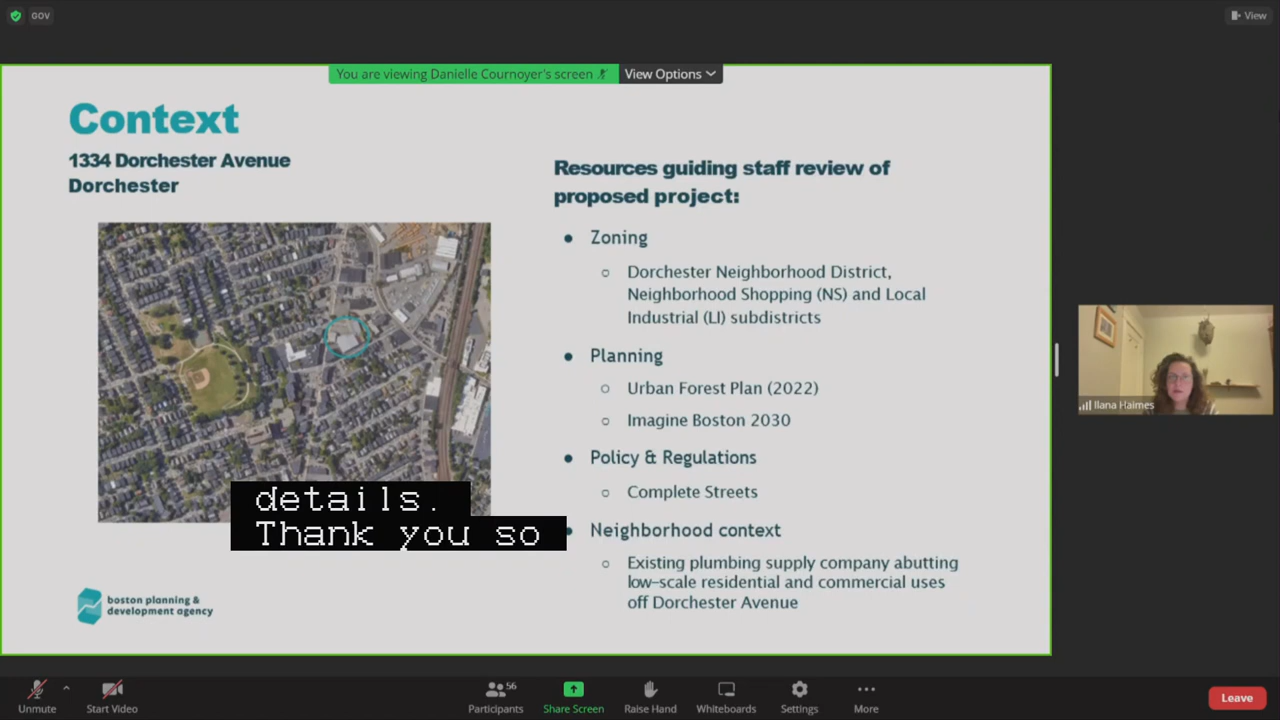 GOV
View
You are viewing Danielle Cournoyer's screen
View Options
Context
1334 Dorchester Avenue
Dorchester
Resources guiding staff review of
proposed project:
Zoning
Dorchester Neighborhood District,
Neighborhood Shopping (NS) and Local
Industrial (LI) subdistricts
Planning
Urban Forest Plan (2022)
Imagine Boston 2030
Policy & Regulations
Complete Streets
Neighborhood context
Existing plumbing supply company abutting
low-scale residential and commercial uses
off Dorchester Avenue
details.
Thank you so
boston planning &
development agency
Ilana Haimes
Unmute
Start Video
56
Participants
Share Screen
Raise Hand
Whiteboards
Settings
More
Leave